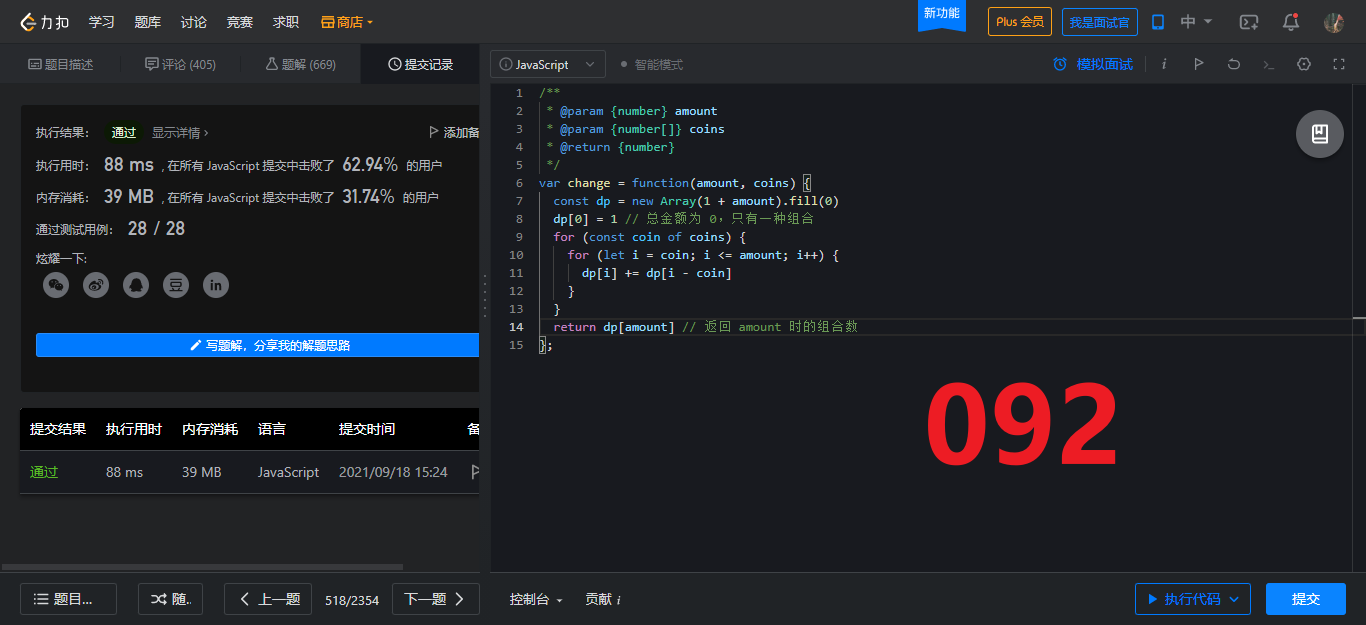 力扣 学习 题库 讨论 竞赛 求职 商店 新功能 Plus 会员 我是面试官 中
题目描述 评论 (405) 题解 (669) 提交记录
执行结果： 通过 显示详情 › 添加备
执行用时： 88 ms , 在所有 JavaScript 提交中击败了 62.94% 的用户
内存消耗： 39 MB , 在所有 JavaScript 提交中击败了 31.74% 的用户
通过测试用例： 28 / 28
炫耀一下:
豆 in
写题解，分享我的解题思路
提交结果 执行用时 内存消耗 语言 提交时间 备
通过 88 ms 39 MB JavaScript 2021/09/18 15:24
题目... 随. 上一题 518/2354 下一题
i JavaScript 智能模式 模拟面试 i
1 /**
2 * @param {number} amount
3 * @param {number[]} coins
4 * @return {number}
5 */
6 var change = function(amount, coins) {
7 const dp = new Array(1 + amount).fill(0)
8 dp[0] = 1 // 总金额为 0，只有一种组合
9 for (const coin of coins) {
10 for (let i = coin; i <= amount; i++) {
11 dp[i] += dp[i - coin]
12 }
13 }
14 return dp[amount] // 返回 amount 时的组合数
15 };
092
控制台 贡献 i 执行代码 提交